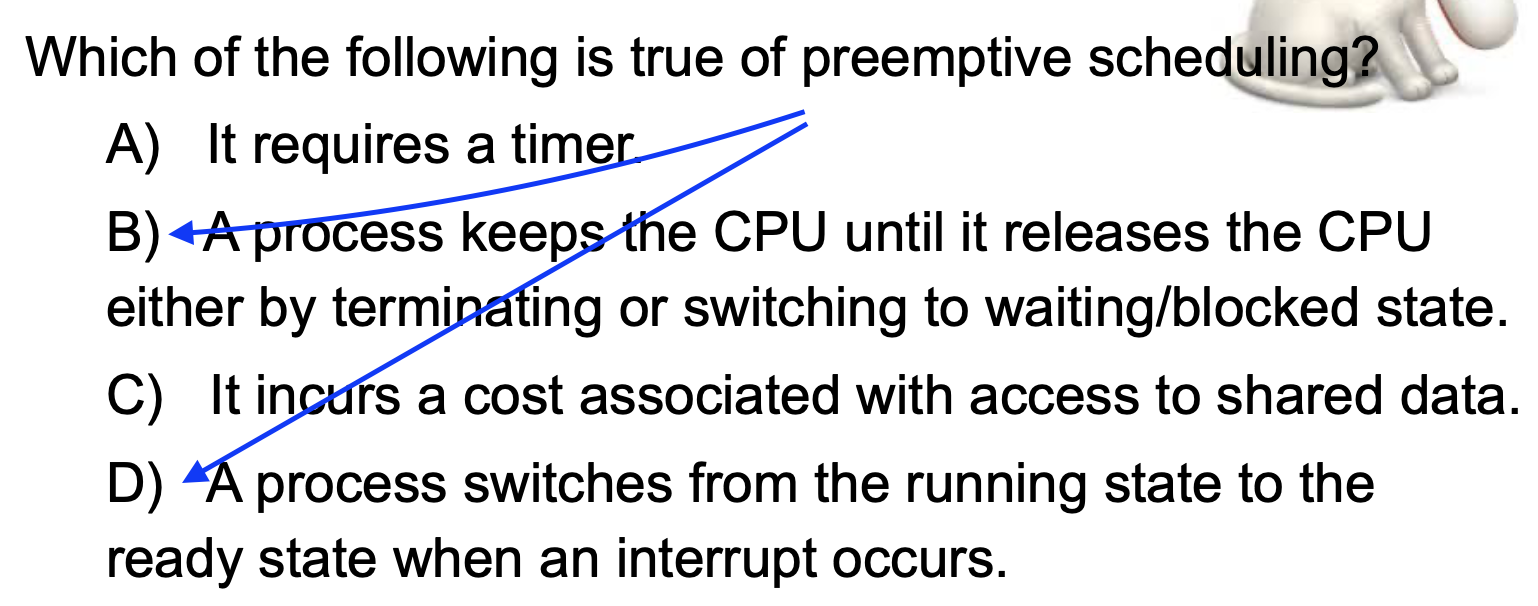 Which of the following is true of preemptive scheduling?
A) It requires a timer.
B) A process keeps the CPU until it releases the CPU
either by terminating or switching to waiting/blocked state.
C) It incurs a cost associated with access to shared data.
D) A process switches from the running state to the
ready state when an interrupt occurs.